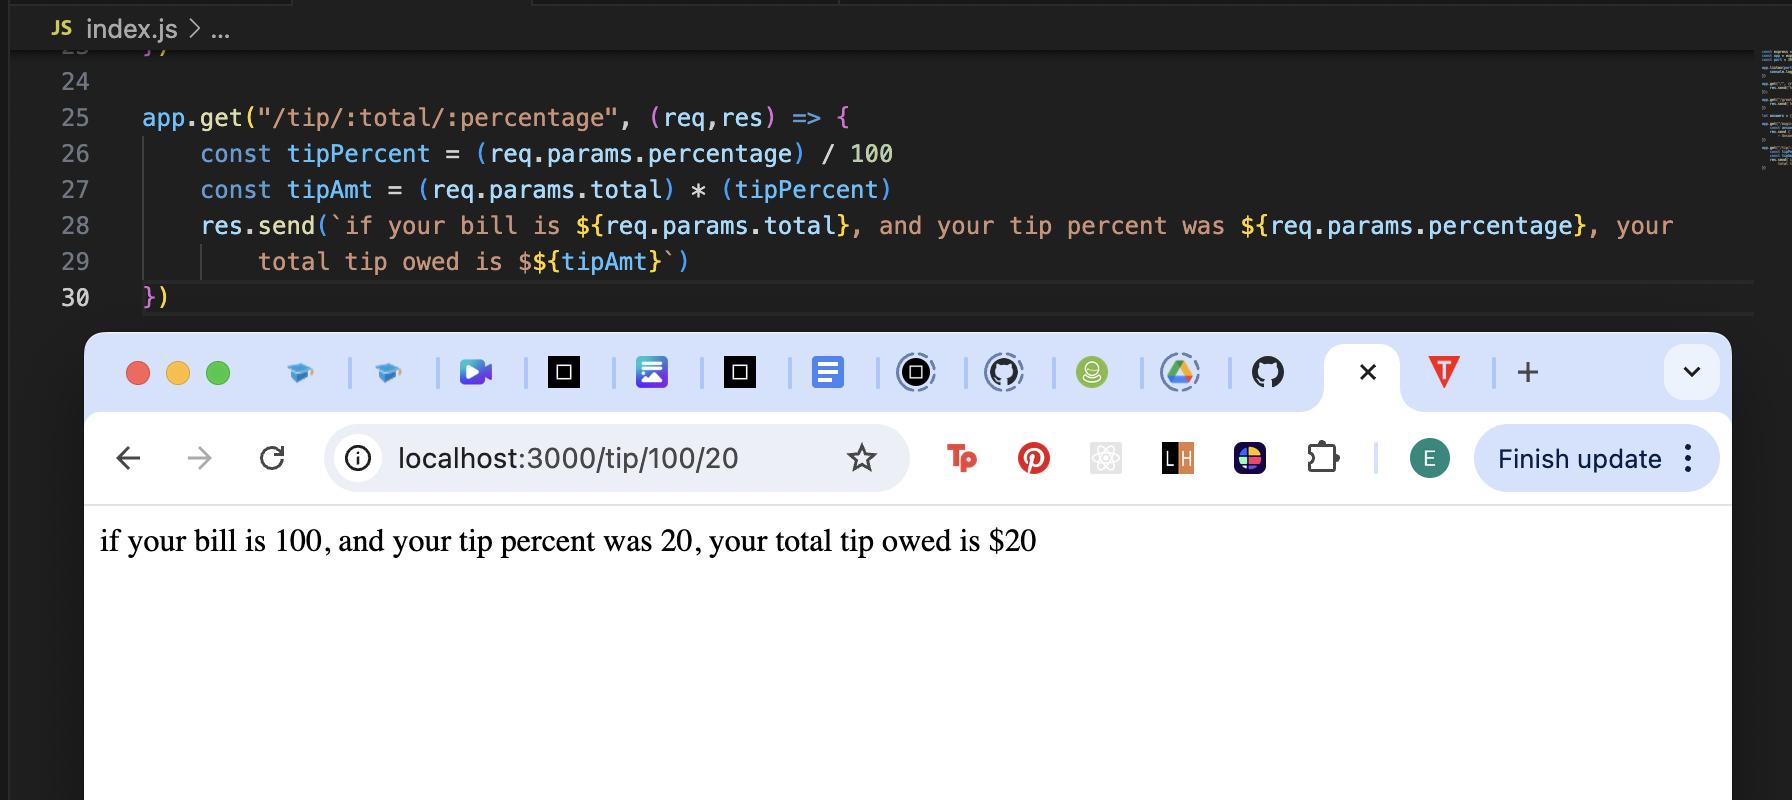 JS index.js > ...
23 })
24
25 app.get("/tip/:total/:percentage", (req,res) => {
26 const tipPercent = (req.params.percentage) / 100
27 const tipAmt = (req.params.total) * (tipPercent)
28 res.send(`if your bill is ${req.params.total}, and your tip percent was ${req.params.percentage}, your
29 total tip owed is $${tipAmt}`)
30 })
T
localhost:3000/tip/100/20
Tp
LH
E
Finish update
if your bill is 100, and your tip percent was 20, your total tip owed is $20